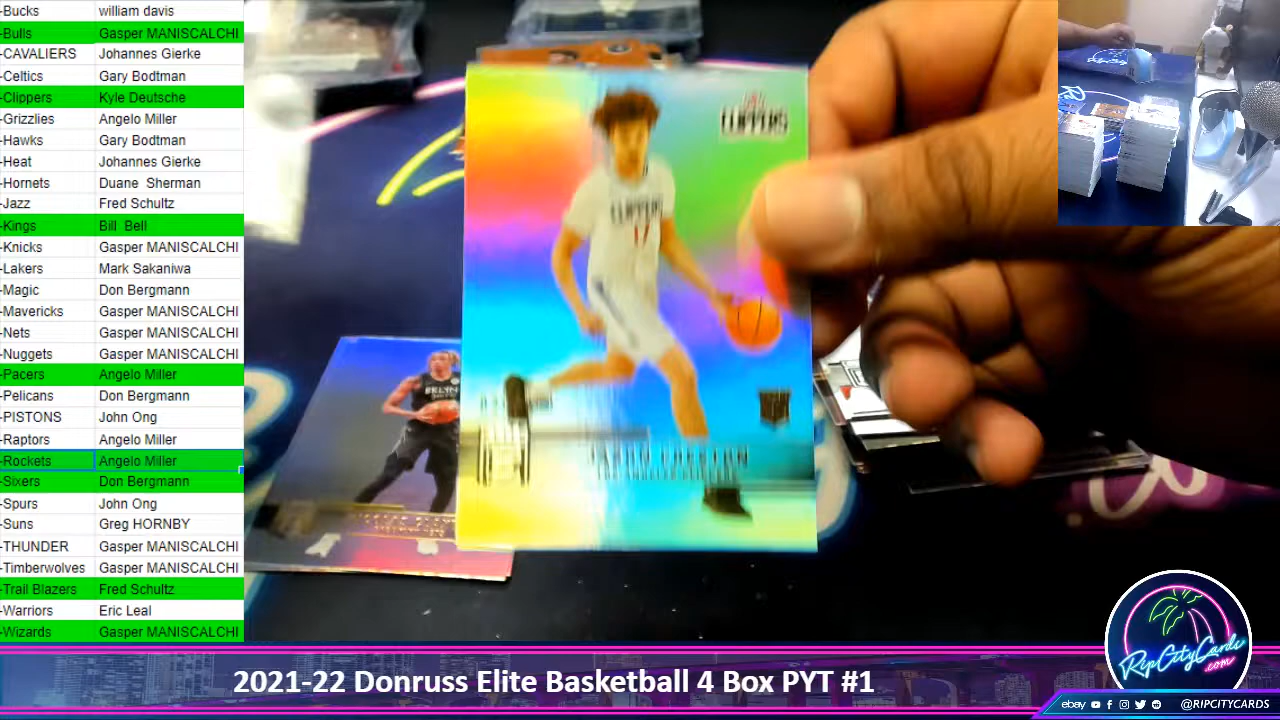 -Bucks william davis
-Bulls Gasper MANISCALCHI
-CAVALIERS Johannes Gierke
-Celtics Gary Bodtman
-Clippers Kyle Deutsche
-Grizzlies Angelo Miller
-Hawks Gary Bodtman
-Heat Johannes Gierke
-Hornets Duane Sherman
-Jazz Fred Schultz
-Kings Bill Bell
-Knicks Gasper MANISCALCHI
-Lakers Mark Sakaniwa
-Magic Don Bergmann
-Mavericks Gasper MANISCALCHI
-Nets Gasper MANISCALCHI
-Nuggets Gasper MANISCALCHI
-Pacers Angelo Miller
-Pelicans Don Bergmann
-PISTONS John Ong
-Raptors Angelo Miller
-Rockets Angelo Miller
-Sixers Don Bergmann
-Spurs John Ong
-Suns Greg HORNBY
-THUNDER Gasper MANISCALCHI
-Timberwolves Gasper MANISCALCHI
-Trail Blazers Fred Schultz
-Warriors Eric Leal
-Wizards Gasper MANISCALCHI
CLIPPERS
CLIPPERS
17
RipCityCards
.com
2021-22 Donruss Elite Basketball 4 Box PYT #1
ebay @RIPCITYCARDS